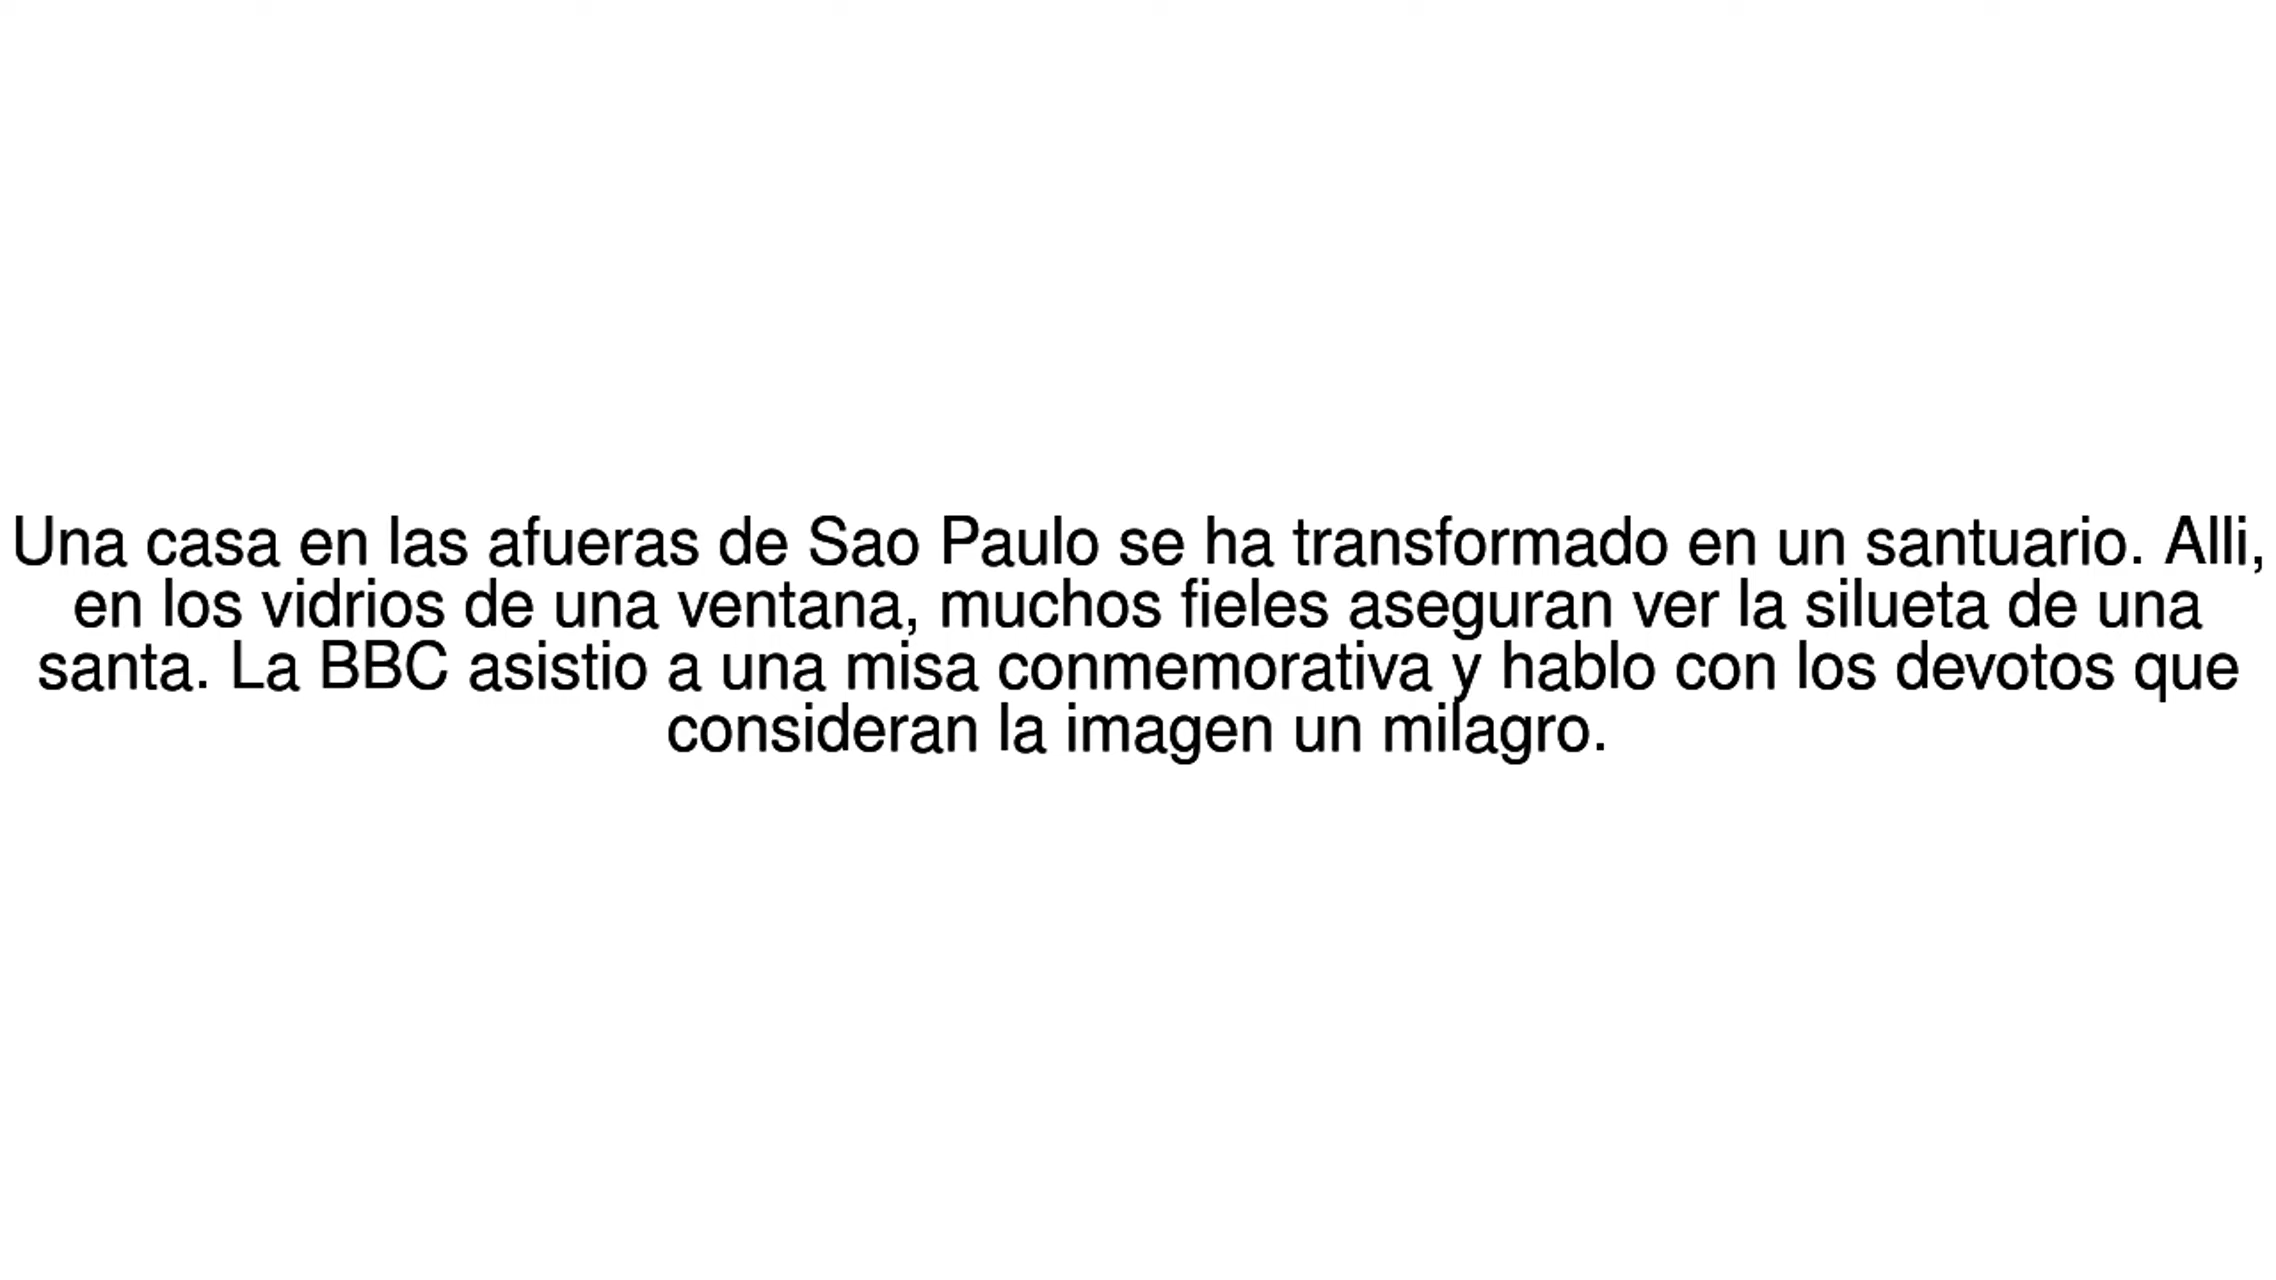 Una casa en las afueras de Sao Paulo se ha transformado en un santuario. Alli,
en los vidrios de una ventana, muchos fieles aseguran ver la silueta de una
santa. La BBC asistio a una misa conmemorativa y hablo con los devotos que
consideran la imagen un milagro.